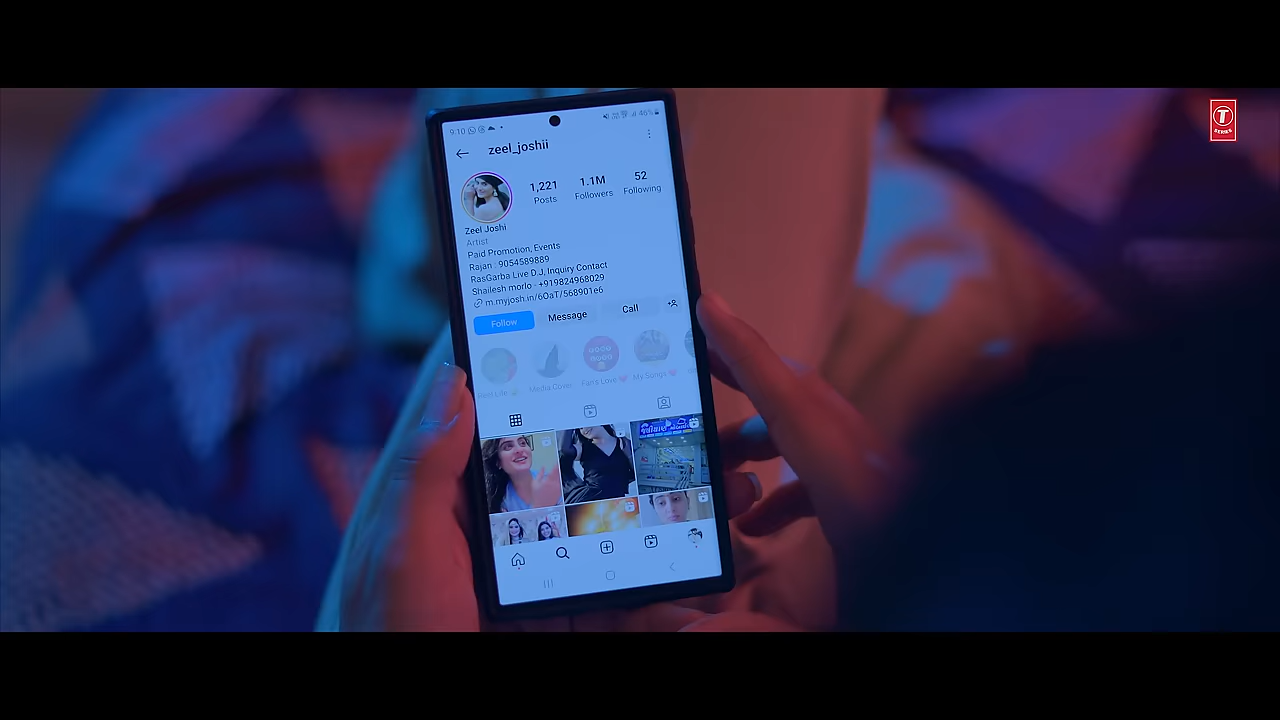 T
SERIES
9:10
46%
zeel_joshii
1,221
Posts
1.1M
Followers
52
Following
Zeel Joshi
Artist
Paid Promotion, Events
Rajan : 9054589889
RasGarba Live D.J, Inquiry Contact
Shailesh morlo - +919824968029
m.myjosh.in/6OaT/568901e6
Follow
Message
Call
Media Cover
Fan's Love
My Songs